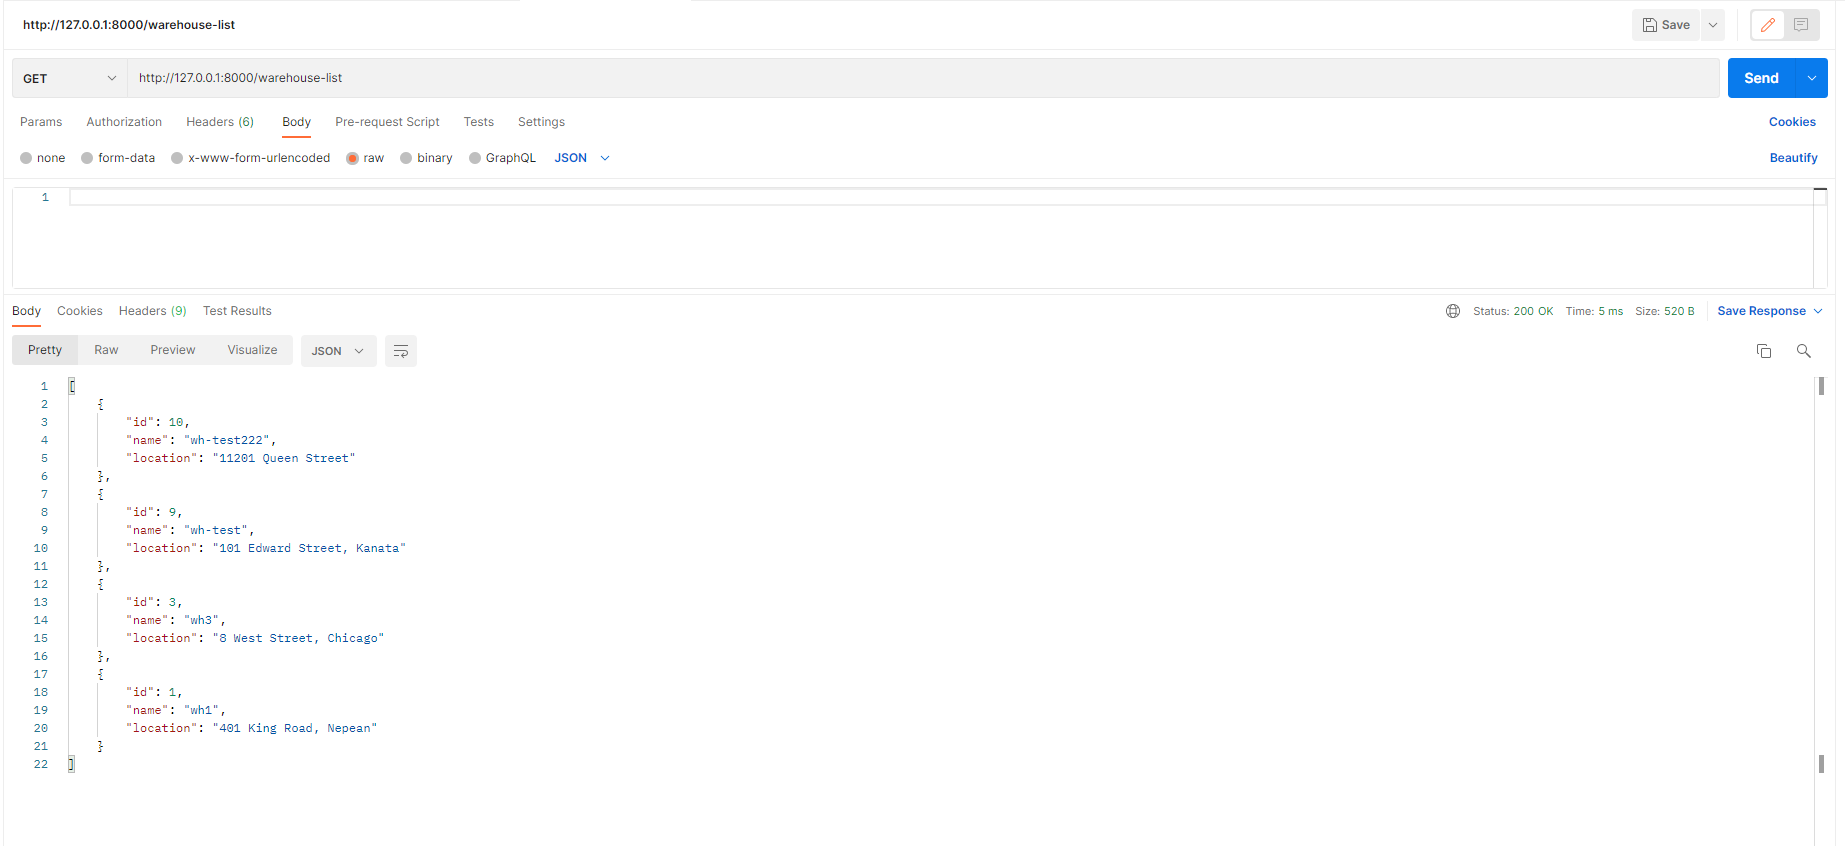 http://127.0.0.1:8000/warehouse-list
Save
GET
http://127.0.0.1:8000/warehouse-list
Send
Params Authorization Headers (6) Body Pre-request Script Tests Settings Cookies
none form-data x-www-form-urlencoded raw binary GraphQL JSON Beautify
1
Body Cookies Headers (9) Test Results Status: 200 OK Time: 5 ms Size: 520 B Save Response
Pretty Raw Preview Visualize JSON
1 [
2 {
3 "id": 10,
4 "name": "wh-test222",
5 "location": "11201 Queen Street"
6 },
7 {
8 "id": 9,
9 "name": "wh-test",
10 "location": "101 Edward Street, Kanata"
11 },
12 {
13 "id": 3,
14 "name": "wh3",
15 "location": "8 West Street, Chicago"
16 },
17 {
18 "id": 1,
19 "name": "wh1",
20 "location": "401 King Road, Nepean"
21 }
22 ]